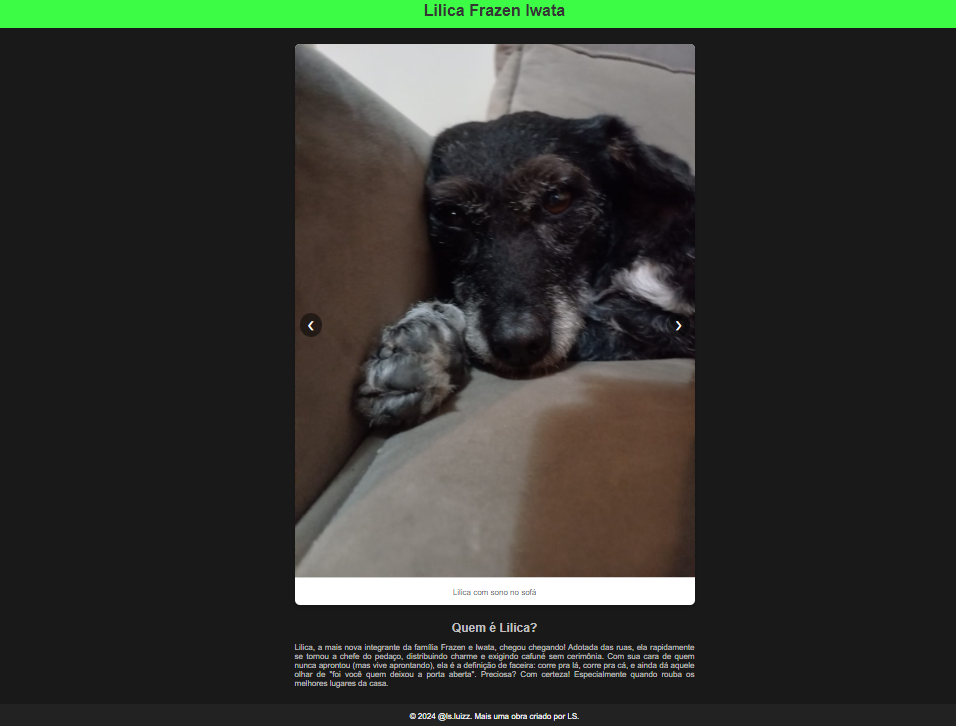 Lilica Frazen Iwata
❮
❯
Lilica com sono no sofá
Quem é Lilica?
Lilica, a mais nova integrante da família Frazen e Iwata, chegou chegando! Adotada das ruas, ela rapidamente
se tornou a chefe do pedaço, distribuindo charme e exigindo cafuné sem cerimônia. Com sua cara de quem
nunca aprontou (mas vive aprontando), ela é a definição de faceira: corre pra lá, corre pra cá, e ainda dá aquele
olhar de "foi você quem deixou a porta aberta". Preciosa? Com certeza! Especialmente quando rouba os
melhores lugares da casa.
© 2024 @ls.luizz. Mais uma obra criado por LS.